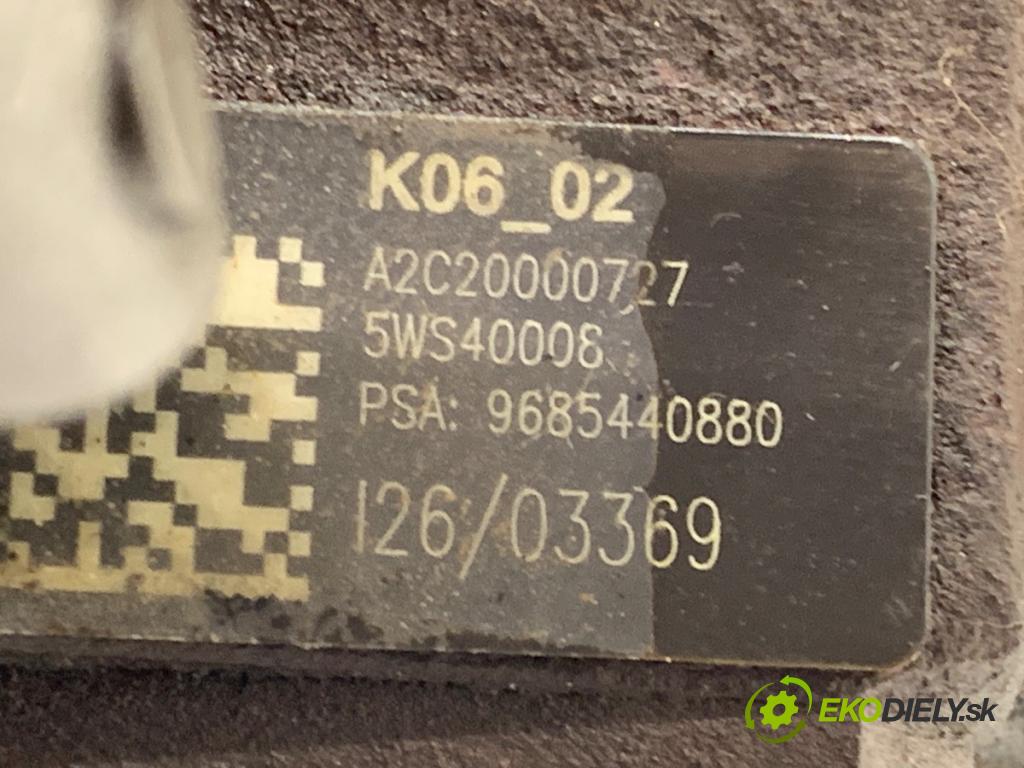 K06_02
A2C20000727
5WS40008
PSA: 9685440880
I26/03369
EKODIELY.sk